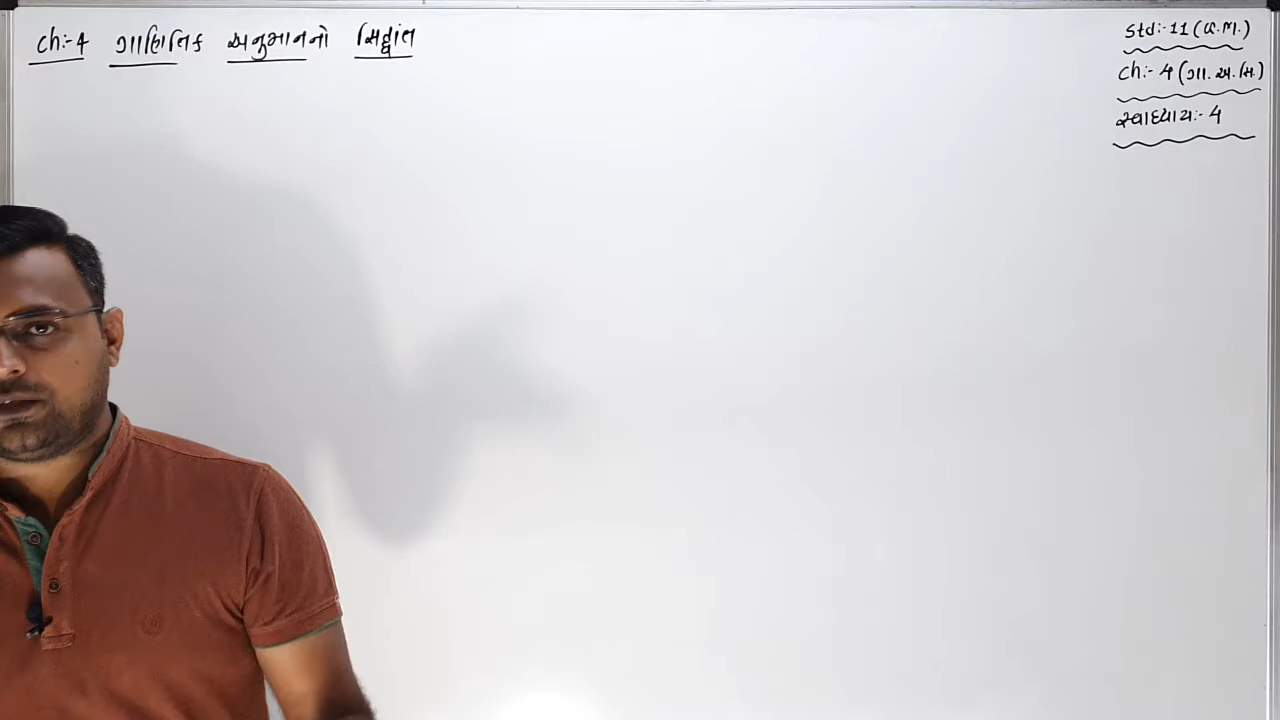 ch:- 4 ગાણિતિક અનુમાનનો સિદ્ધાંત
Std:- 11 (G.M.)
ch:- 4 (ગા. અ. સિ.)
સ્વાધ્યાય:- 4